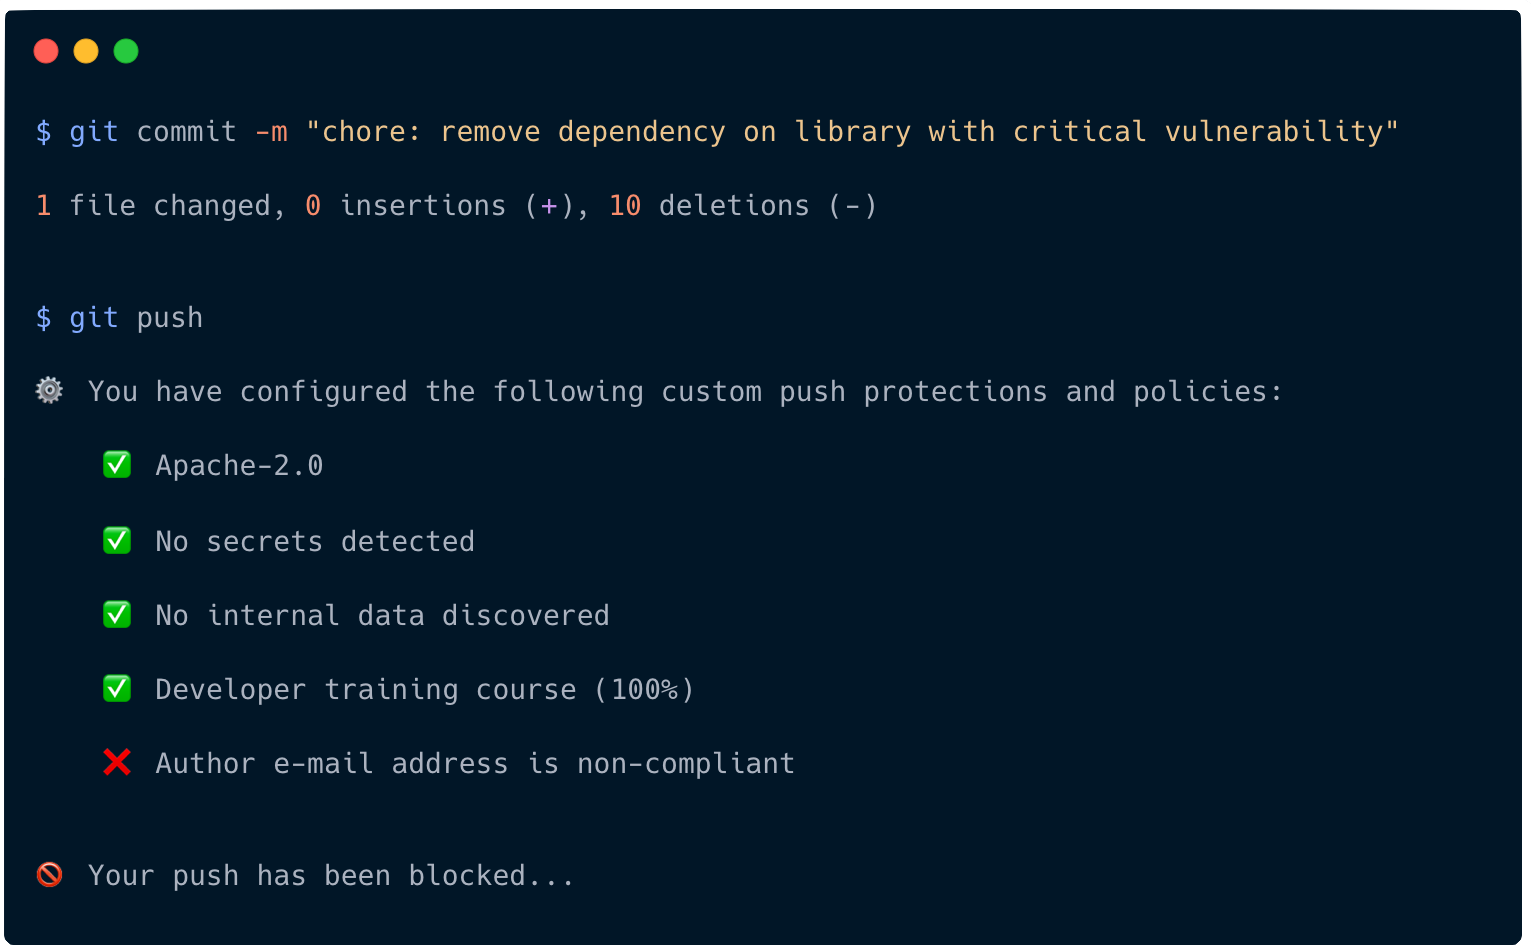 $ git commit -m "chore: remove dependency on library with critical vulnerability"
1 file changed, 0 insertions (+), 10 deletions (-)
$ git push
⚙️ You have configured the following custom push protections and policies:
✅ Apache-2.0
✅ No secrets detected
✅ No internal data discovered
✅ Developer training course (100%)
❌ Author e-mail address is non-compliant
🚫 Your push has been blocked...